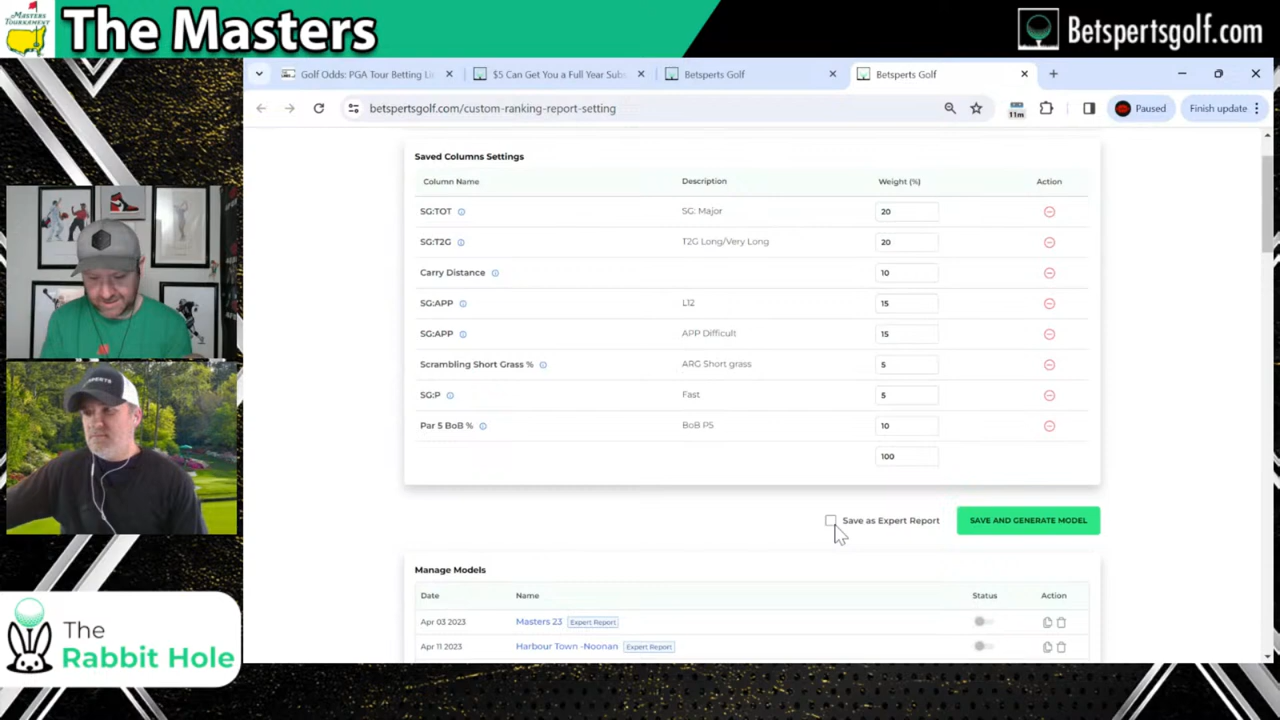 MASTERS
TOURNAMENT
The Masters
Betspertsgolf.com
Golf Odds: PGA Tour Betting Li
$5 Can Get You a Full Year Subs
Betsperts Golf
Betsperts Golf
betspertsgolf.com/custom-ranking-report-setting
11m
Paused
Finish update
Saved Columns Settings
Column Name Description Weight (%) Action
SG:TOT SG: Major 20
SG:T2G T2G Long/Very Long 20
Carry Distance 10
SG:APP L12 15
SG:APP APP Difficult 15
Scrambling Short Grass % ARG Short grass 5
SG:P Fast 5
Par 5 BoB % BoB P5 10
100
Save as Expert Report SAVE AND GENERATE MODEL
Manage Models
Date Name Status Action
Apr 03 2023 Masters 23 Expert Report
Apr 11 2023 Harbour Town -Noonan Expert Report
The
Rabbit Hole